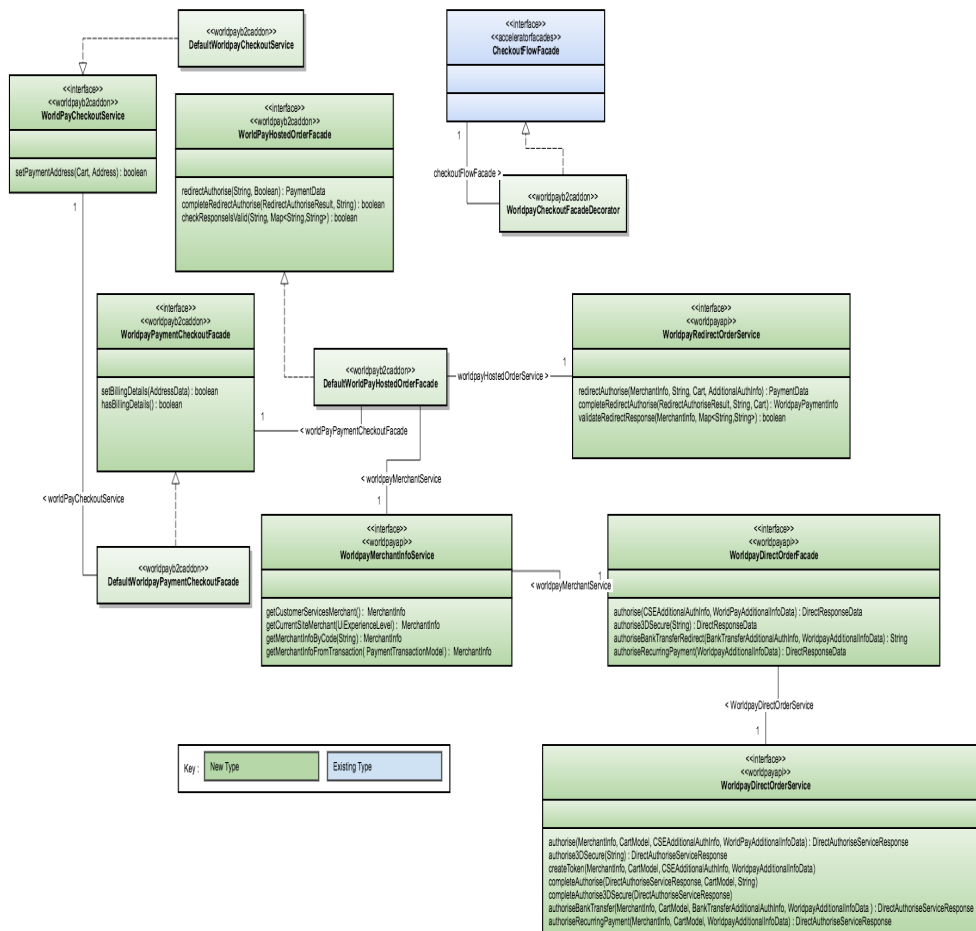 <<worldpayb2caddon>>
DefaultWorldpayCheckoutService
<<interface>>
<<acceleratorfacades>>
CheckoutFlowFacade
<<interface>>
<<worldpayb2caddon>>
WorldPayCheckoutService
setPaymentAddress(Cart, Address) : boolean
1
<<interface>>
<<worldpayb2caddon>>
WorldPayHostedOrderFacade
redirectAuthorise(String, Boolean) : PaymentData
completeRedirectAuthorise(RedirectAuthoriseResult, String) : boolean
checkResponseIsValid(String, Map<String,String>) : boolean
1
checkoutFlowFacade >
<<worldpayb2caddon>>
WorldpayCheckoutFacadeDecorator
<<interface>>
<<worldpayb2caddon>>
WorldpayPaymentCheckoutFacade
setBillingDetails(AddressData) : boolean
hasBillingDetails() : boolean
1
< worldPayPaymentCheckoutFacade
<<worldpayb2caddon>>
DefaultWorldPayHostedOrderFacade
worldpayHostedOrderService >
1
<<interface>>
<<worldpayapi>>
WorldpayRedirectOrderService
redirectAuthorise(MerchantInfo, String, Cart, AdditionalAuthInfo) : PaymentData
completeRedirectAuthorise(RedirectAuthoriseResult, String, Cart) : WorldpayPaymentInfo
validateRedirectResponse(MerchantInfo, Map<String,String>) : boolean
< worldpayMerchantService
1
< worldPayCheckoutService
<<worldpayb2caddon>>
DefaultWorldpayPaymentCheckoutFacade
<<interface>>
<<worldpayapi>>
WorldpayMerchantInfoService
getCustomerServicesMerchant() : MerchantInfo
getCurrentSiteMerchant(UiExperienceLevel) : MerchantInfo
getMerchantInfoByCode(String) : MerchantInfo
getMerchantInfoFromTransaction( PaymentTransactionModel) : MerchantInfo
1
< worldpayMerchantService
<<interface>>
<<worldpayapi>>
WorldpayDirectOrderFacade
authorise(CSEAdditionalAuthInfo, WorldPayAdditionalInfoData) : DirectResponseData
authorise3DSecure(String) : DirectResponseData
authoriseBankTransferRedirect(BankTransferAdditionalAuthInfo, WorldpayAdditionalInfoData) : String
authoriseRecurringPayment(WorldpayAdditionalInfoData) : DirectResponseData
< WorldpayDirectOrderService
1
Key :
New Type
Existing Type
<<interface>>
<<worldpayapi>>
WorldpayDirectOrderService
authorise(MerchantInfo, CartModel, CSEAdditionalAuthInfo, WorldPayAdditionalInfoData) : DirectAuthoriseServiceResponse
authorise3DSecure(String) : DirectAuthoriseServiceResponse
createToken(MerchantInfo, CartModel, CSEAdditionalAuthInfo, WorldpayAdditionalInfoData)
completeAuthorise(DirectAuthoriseServiceResponse, CartModel, String)
completeAuthorise3DSecure(DirectAuthoriseServiceResponse)
authoriseBankTransfer(MerchantInfo, CartModel, BankTransferAdditionalAuthInfo, WorldpayAdditionalInfoData ) : DirectAuthoriseServiceResponse
authoriseRecurringPayment(MerchantInfo, CartModel, WorldpayAdditionalInfoData) : DirectAuthoriseServiceResponse